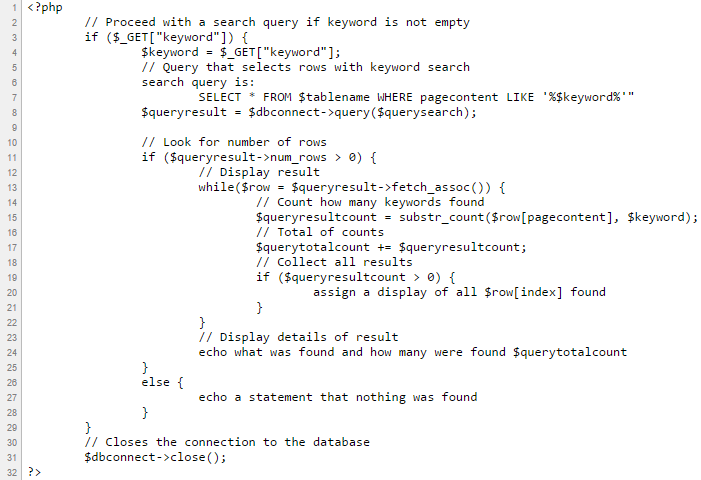 1 <?php
2 // Proceed with a search query if keyword is not empty
3 if ($_GET["keyword"]) {
4 $keyword = $_GET["keyword"];
5 // Query that selects rows with keyword search
6 search query is:
7 SELECT * FROM $tablename WHERE pagecontent LIKE '%$keyword%'"
8 $queryresult = $dbconnect->query($querysearch);
9
10 // Look for number of rows
11 if ($queryresult->num_rows > 0) {
12 // Display result
13 while($row = $queryresult->fetch_assoc()) {
14 // Count how many keywords found
15 $queryresultcount = substr_count($row[pagecontent], $keyword);
16 // Total of counts
17 $querytotalcount += $queryresultcount;
18 // Collect all results
19 if ($queryresultcount > 0) {
20 assign a display of all $row[index] found
21 }
22 }
23 // Display details of result
24 echo what was found and how many were found $querytotalcount
25 }
26 else {
27 echo a statement that nothing was found
28 }
29 }
30 // Closes the connection to the database
31 $dbconnect->close();
32 ?>